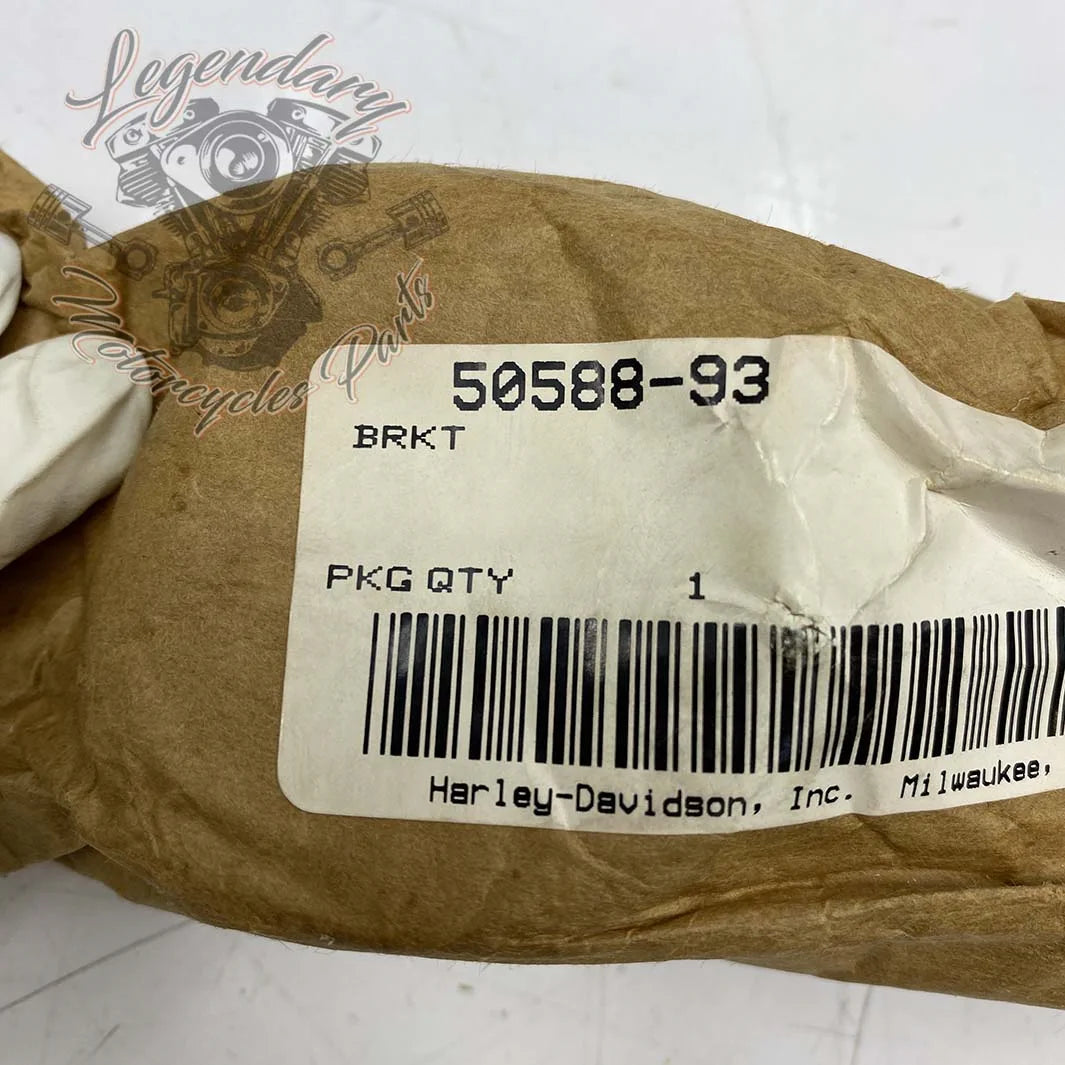 Legendary
Motorcycles Parts
50588-93
BRKT
PKG QTY 1
Harley-Davidson, Inc. Milwaukee,